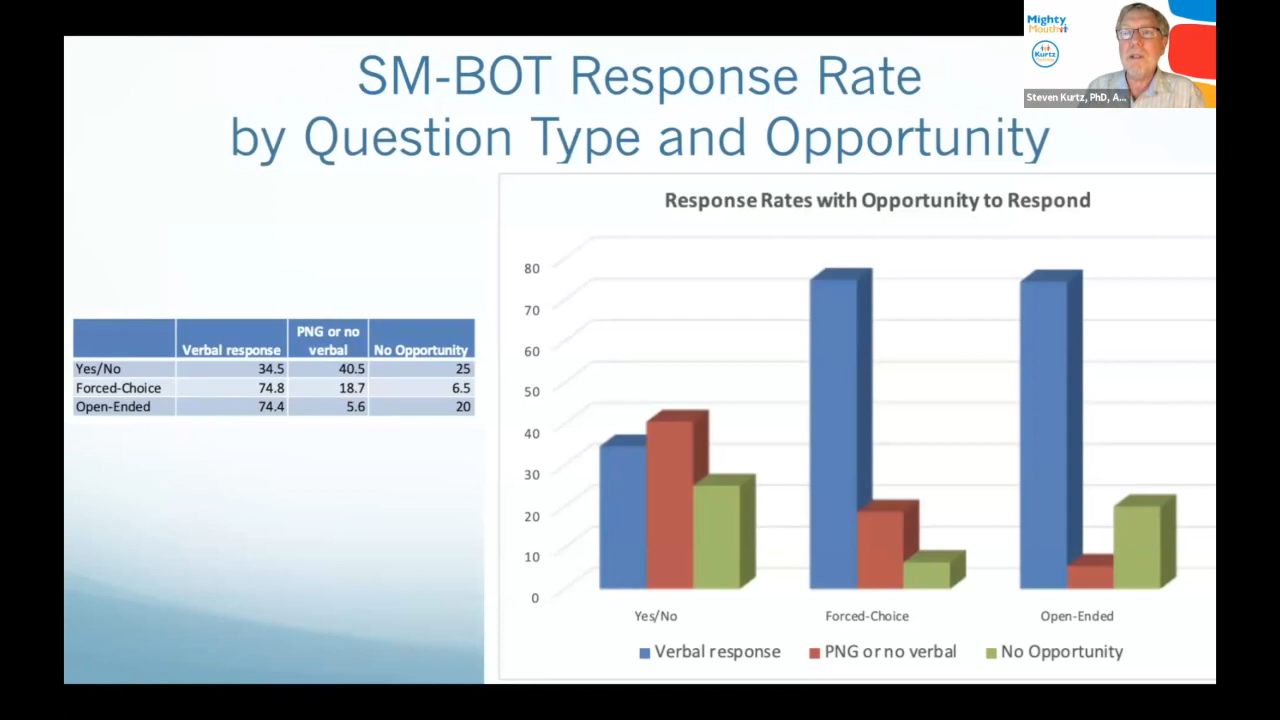 SM-BOT Response Rate
by Question Type and Opportunity
Mighty
Mouth
Kurtz
Steven Kurtz, PhD, A...
PNG or no
Verbal response verbal No Opportunity
Yes/No 34.5 40.5 25
Forced-Choice 74.8 18.7 6.5
Open-Ended 74.4 5.6 20
Response Rates with Opportunity to Respond
80
70
60
50
40
30
20
10
0
Yes/No Forced-Choice Open-Ended
Verbal response PNG or no verbal No Opportunity